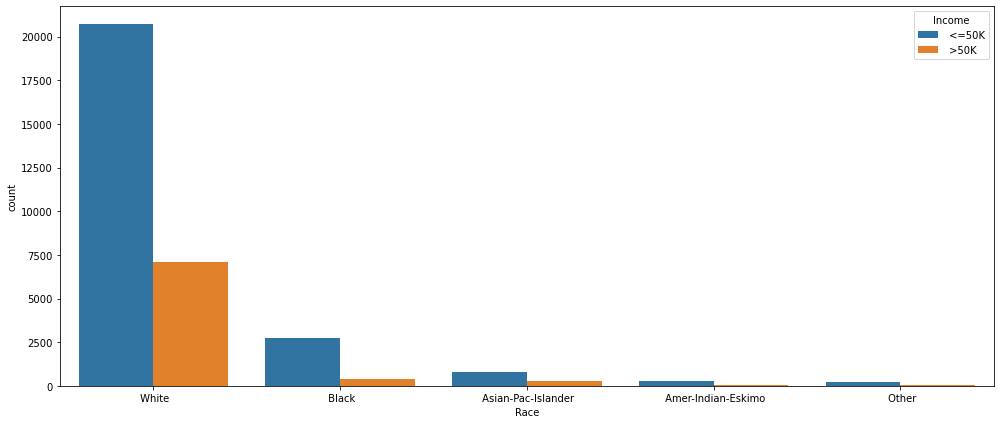 Income
<=50K
>50K
20000
17500
15000
12500
10000
7500
5000
2500
0
count
White Black Asian-Pac-Islander Amer-Indian-Eskimo Other
Race